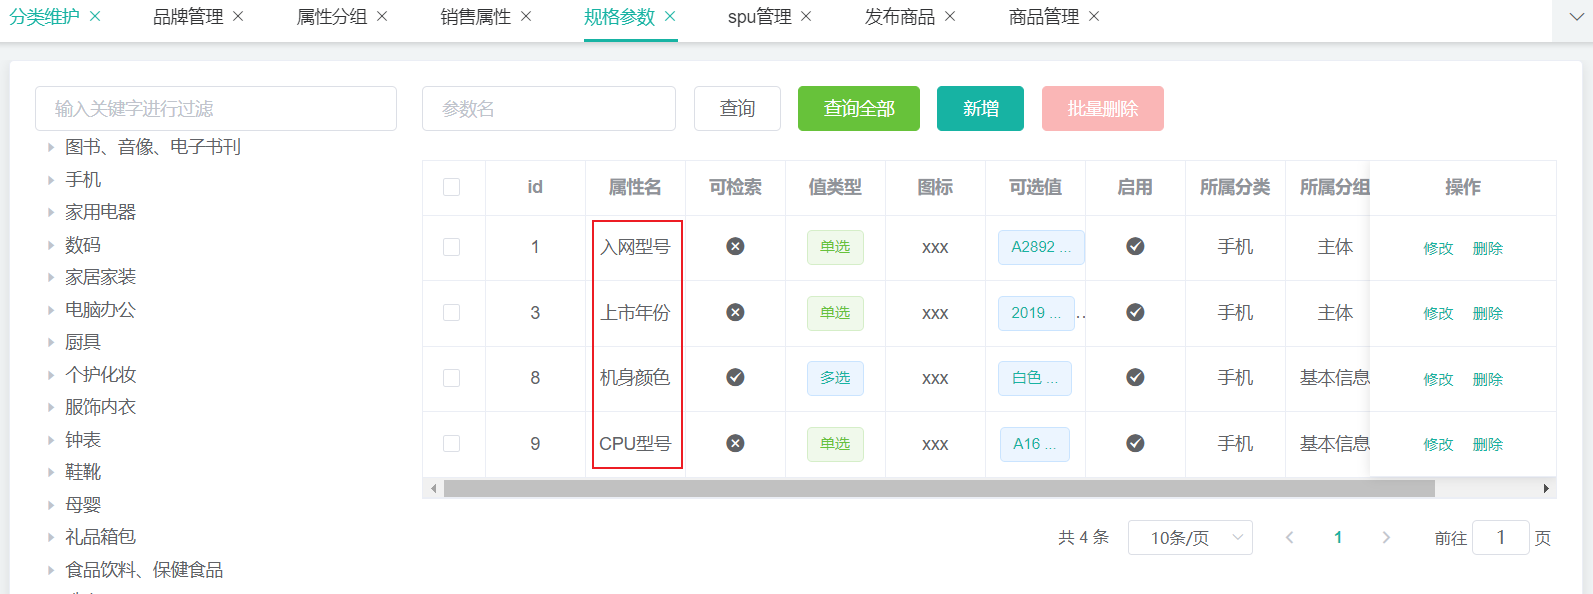 分类维护 × 品牌管理 × 属性分组 × 销售属性 × 规格参数 × spu管理 × 发布商品 × 商品管理 ×
输入关键字进行过滤 参数名 查询 查询全部 新增 批量删除
图书、音像、电子书刊
手机
家用电器
数码
家居家装
电脑办公
厨具
个护化妆
服饰内衣
钟表
鞋靴
母婴
礼品箱包
食品饮料、保健食品
id 属性名 可检索 值类型 图标 可选值 启用 所属分类 所属分组 操作
1 入网型号 单选 xxx A2892 ... 手机 主体 修改 删除
3 上市年份 单选 xxx 2019 ... .. 手机 主体 修改 删除
8 机身颜色 多选 xxx 白色 ... 手机 基本信息 修改 删除
9 CPU型号 单选 xxx A16 ... 手机 基本信息 修改 删除
共 4 条 10条/页 1 前往 1 页